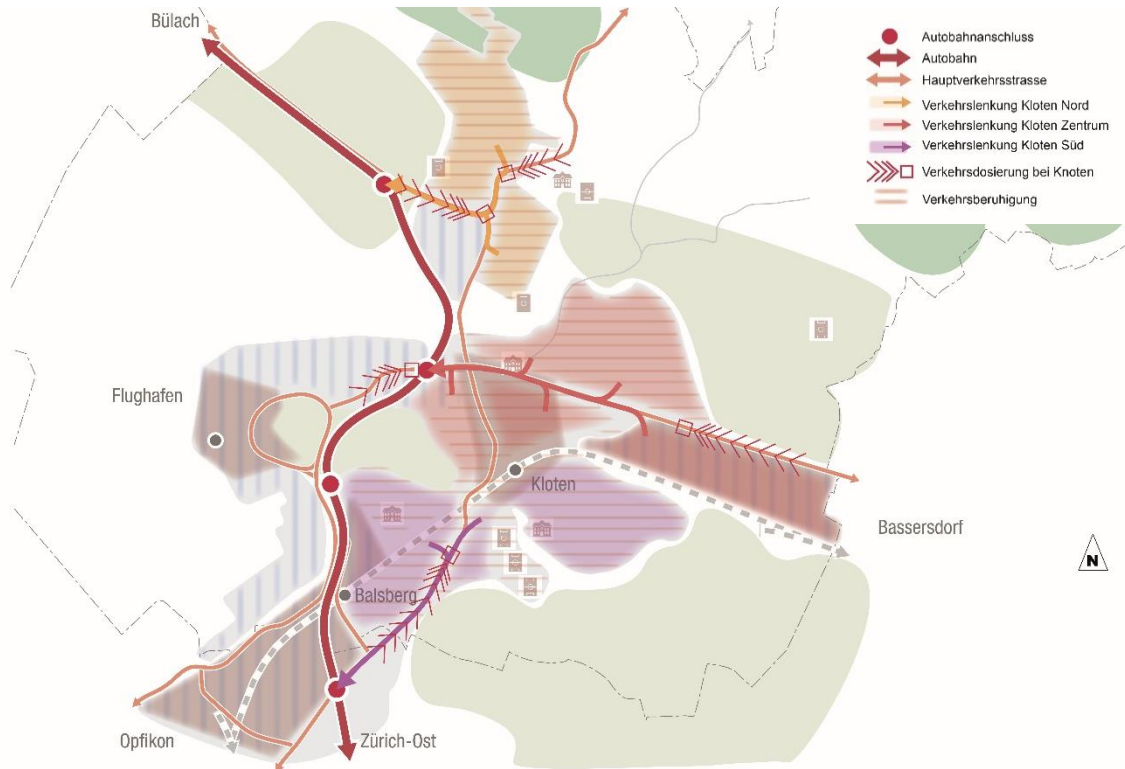 Bülach
Autobahnanschluss
Autobahn
Hauptverkehrsstrasse
Verkehrslenkung Kloten Nord
Verkehrslenkung Kloten Zentrum
Verkehrslenkung Kloten Süd
Verkehrsdosierung bei Knoten
Verkehrsberuhigung
Flughafen
Kloten
Bassersdorf
N
Balsberg
Opfikon
Zürich-Ost